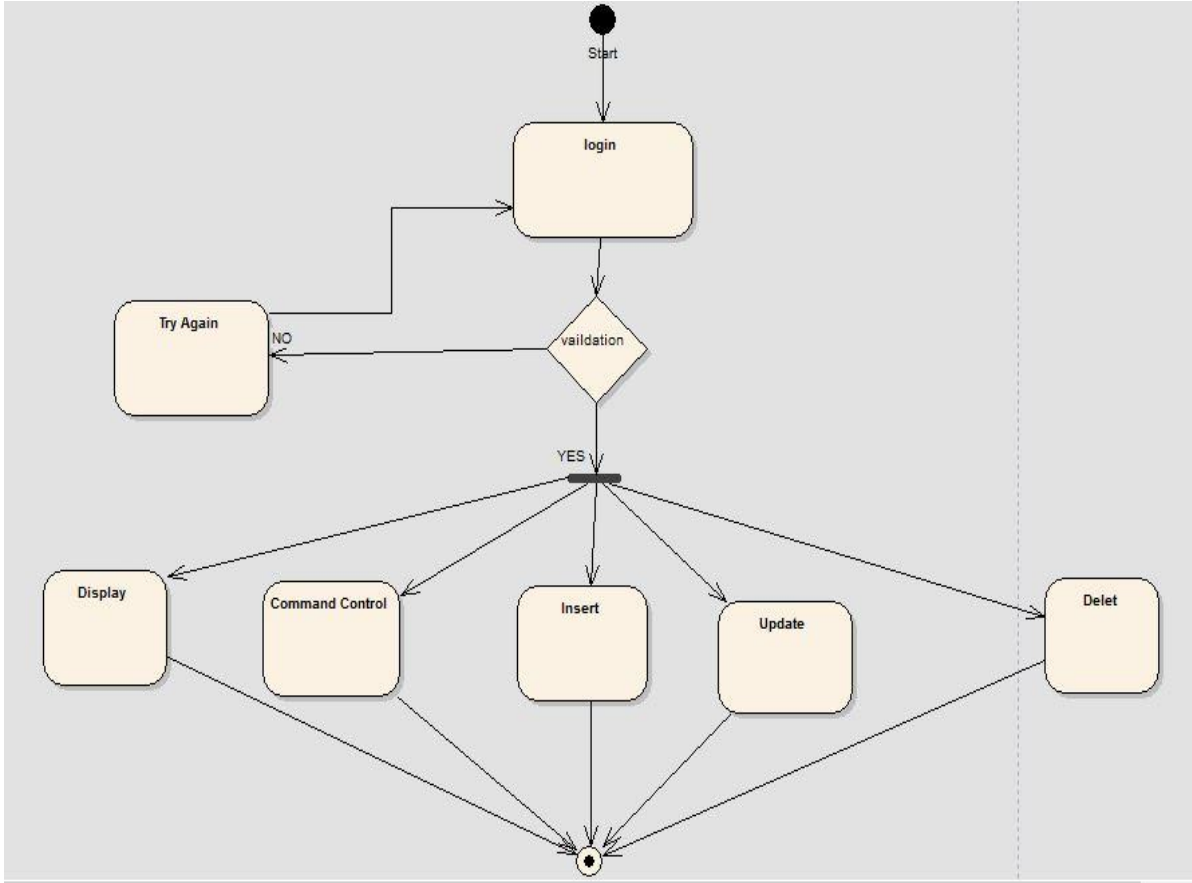 Start
login
Try Again
NO
vaildation
YES
Display
Command Control
Insert
Update
Delet